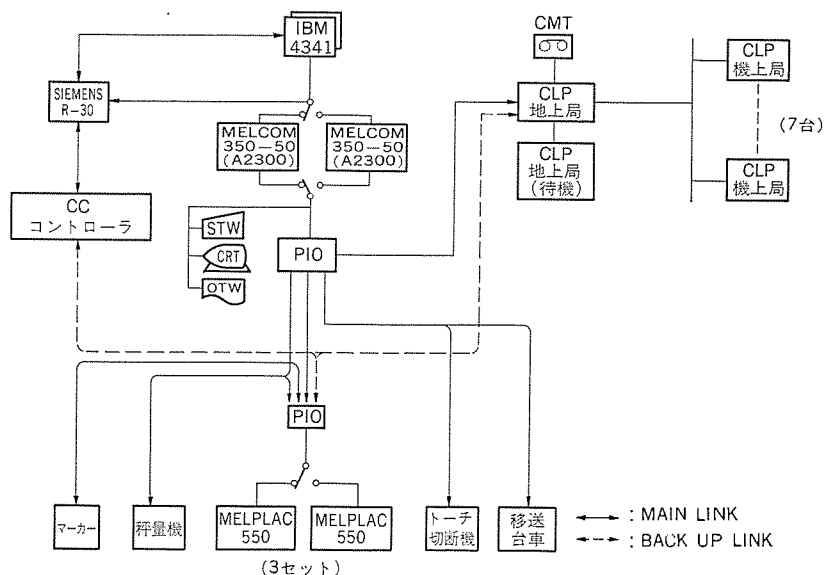 IBM
4341
CMT
CLP
地上局
CLP
機上局
(7台)
CLP
機上局
SIEMENS
R-30
MELCOM
350-50
(A2300)
MELCOM
350-50
(A2300)
CLP
地上局
(待機)
CC
コントローラ
STW
CRT
OTW
PIO
PIO
マーカー
秤量機
MELPLAC
550
MELPLAC
550
(3セット)
トーチ
切断機
移送
台車
: MAIN LINK
: BACK UP LINK